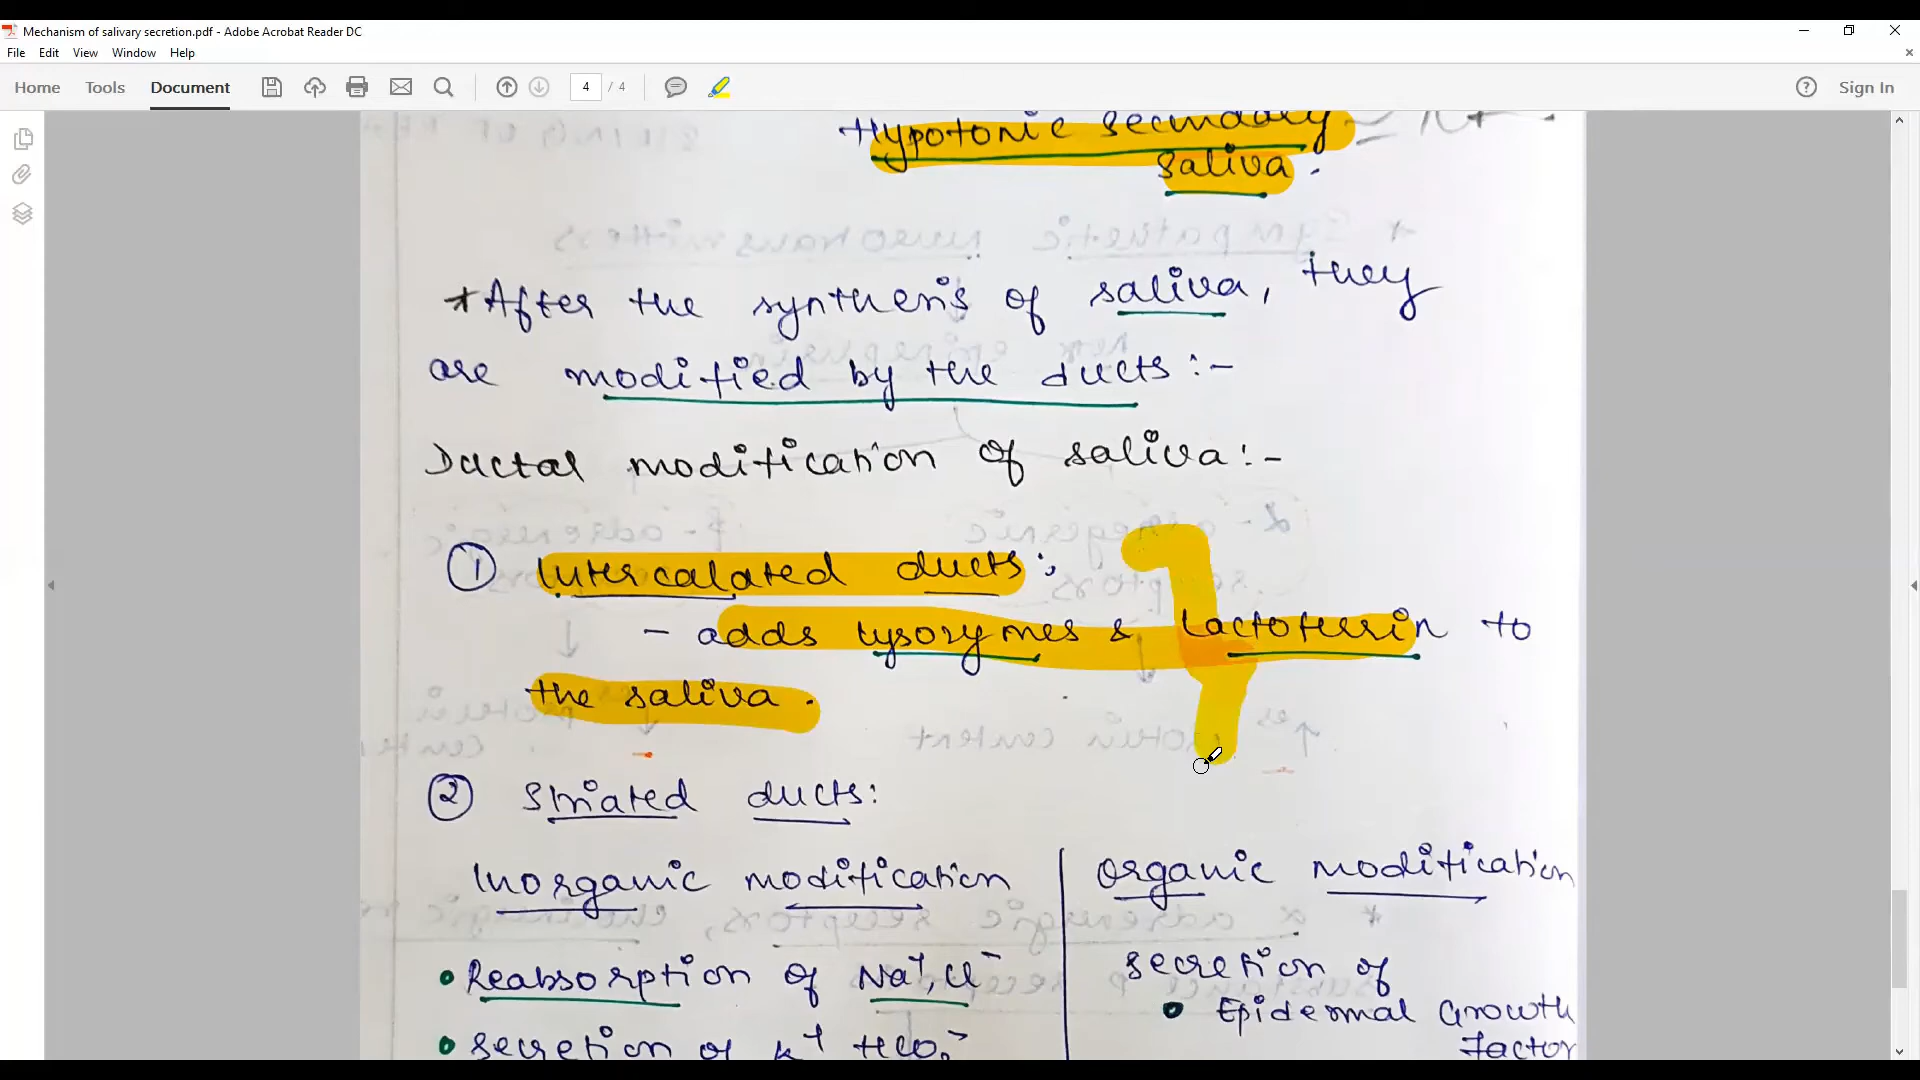 Mechanism of salivary secretion.pdf - Adobe Acrobat Reader DC
File Edit View Window Help
Home Tools Document 4 / 4 Sign In
Hypotonic secondary
saliva.
*After the synthesis of saliva, they
are modified by the ducts:-
Ductal modification of saliva:-
① Intercalated ducts:
- adds lysozymes & Lactoferrin to
the saliva.
② Striated ducts:
Inorganic modification
• Reabsorption of Na⁺, Cl⁻
• secretion of K⁺ HCO₃⁻
Organic modification
secretion of
• Epidermal Growth
Factor